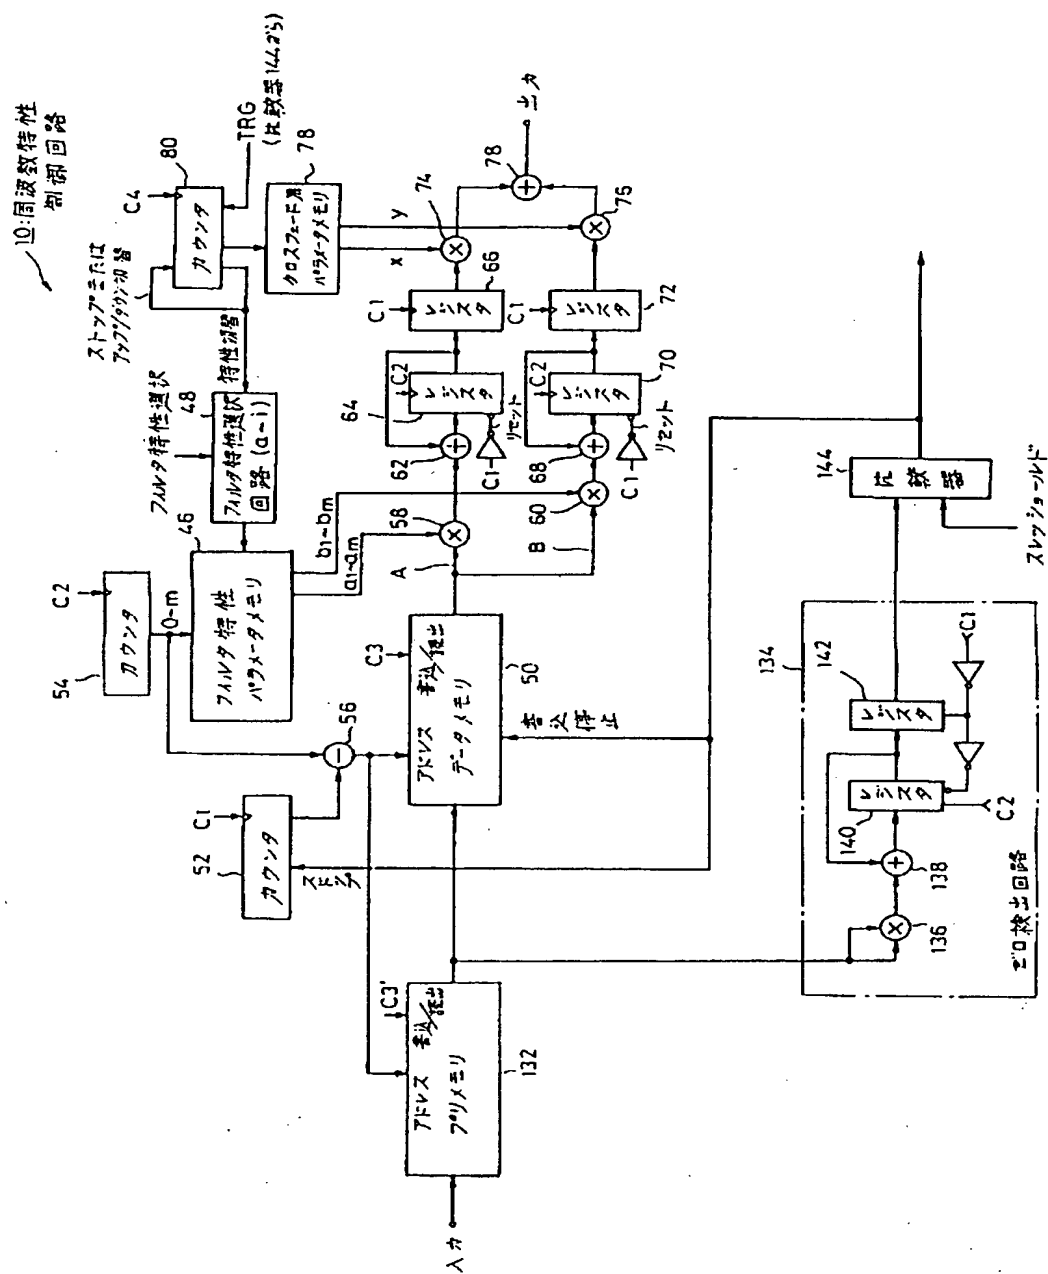 10:周波数特性
制御回路
ストップまたは
アップ/ダウン切替
C4
80
カウンタ
TRG
(比較器144から)
フィルタ特性選択
特性切替
48
フィルタ特性選択
回路(a~i)
クロスフェード用
パラメータメモリ
78
C2
54
カウンタ
0~m
46
フィルタ特性
パラメータメモリ
b1~bm
a1~am
x
y
C1
52
カウンタ
ストップ
56
−
64
62
+
C2
レジスタ
リセット
C1
C1
66
レジスタ
74
×
78
+
出力
入力
アドレス 書込/読出
C3'
プリメモリ
132
アドレス 書込/読出
C3
データメモリ
50
書込停止
A
58
×
B
60
×
68
+
C2
レジスタ
70
リセット
C1
C1
レジスタ
72
×
76
134
136
×
138
+
140
レジスタ
C2
142
レジスタ
C1
ゼロ検出回路
144
比較器
スレッショールド